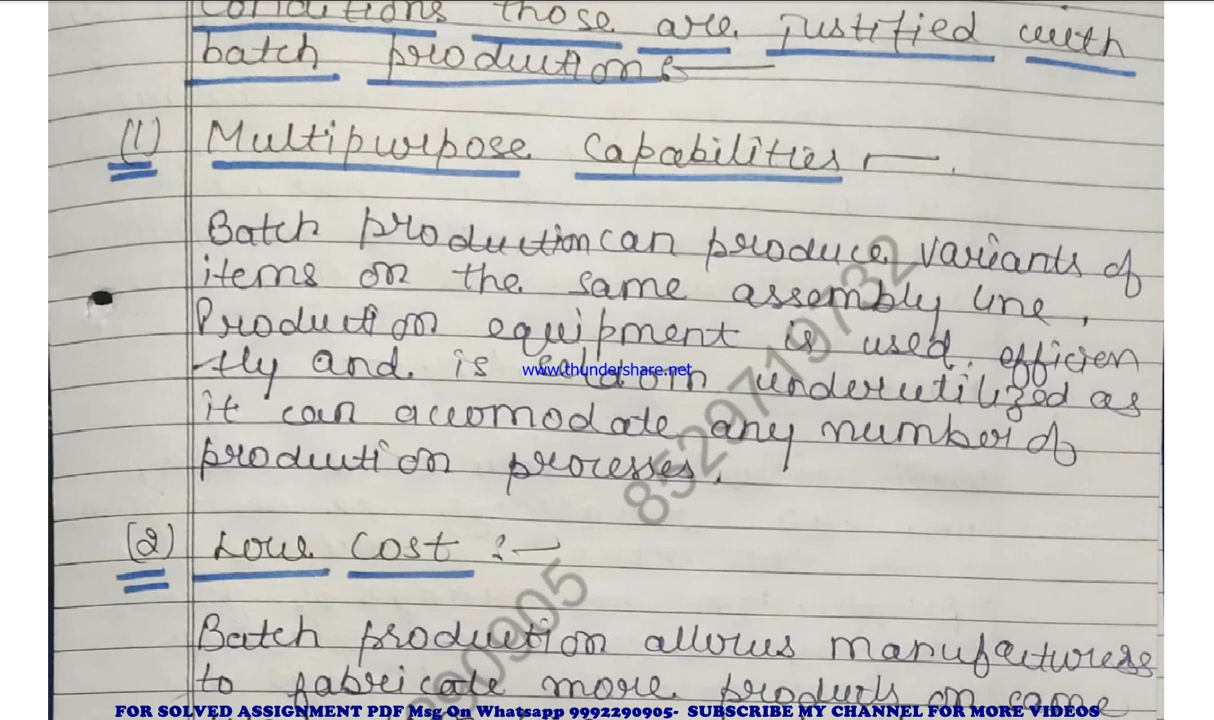 Conditions those are justified with
batch production :-
(1) Multipurpose Capabilities :-
Batch production can produce variants of
items on the same assembly line,
Production equipment is used efficien
-tly and is seldom underutilized as
it can accomodate any number of
production processes.
(2) Low Cost :-
Batch production allows manufacturers
to fabricate more products on same
www.thundershare.net
8529719732
90905
FOR SOLVED ASSIGNMENT PDF Msg On Whatsapp 9992290905- SUBSCRIBE MY CHANNEL FOR MORE VIDEOS